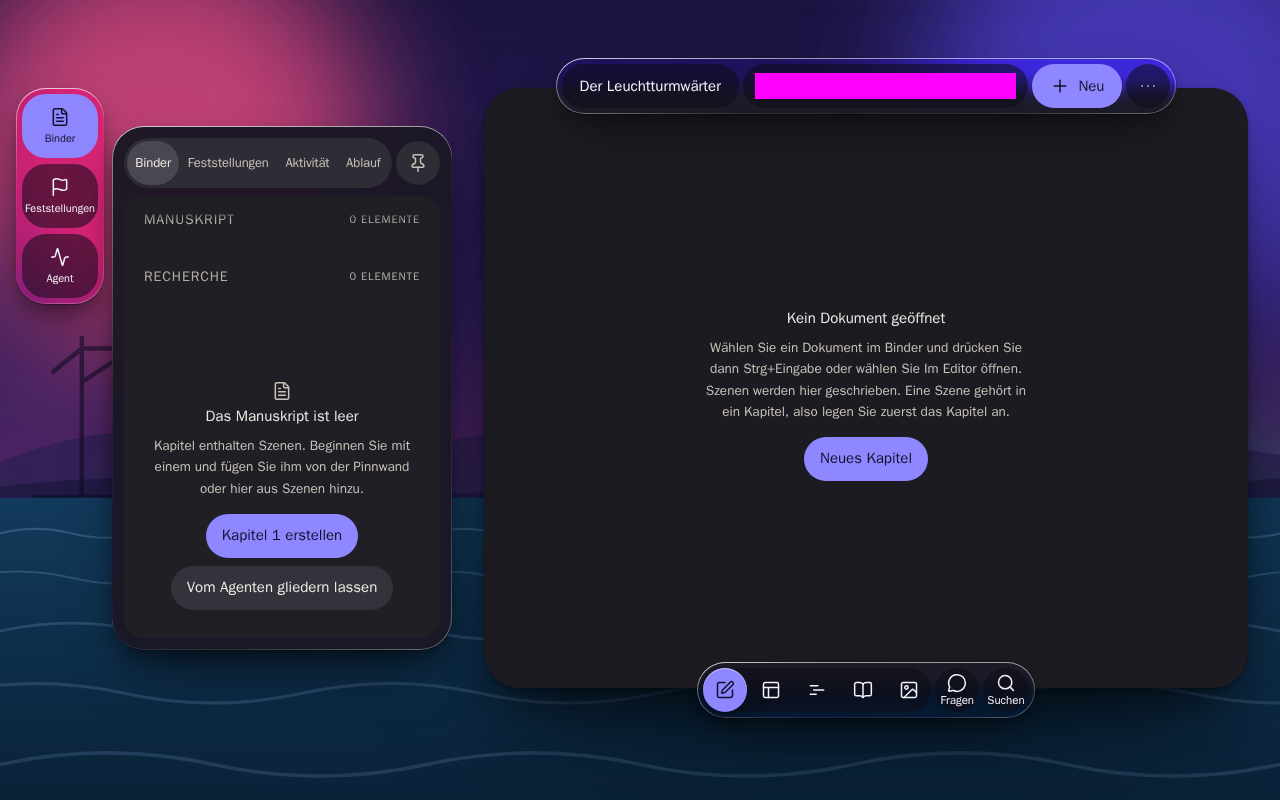 Der Leuchtturmwärter
Neu
Binder
Feststellungen
Agent
Binder Feststellungen Aktivität Ablauf
MANUSKRIPT 0 ELEMENTE
RECHERCHE 0 ELEMENTE
Das Manuskript ist leer
Kapitel enthalten Szenen. Beginnen Sie mit
einem und fügen Sie ihm von der Pinnwand
oder hier aus Szenen hinzu.
Kapitel 1 erstellen
Vom Agenten gliedern lassen
Kein Dokument geöffnet
Wählen Sie ein Dokument im Binder und drücken Sie
dann Strg+Eingabe oder wählen Sie Im Editor öffnen.
Szenen werden hier geschrieben. Eine Szene gehört in
ein Kapitel, also legen Sie zuerst das Kapitel an.
Neues Kapitel
Fragen
Suchen